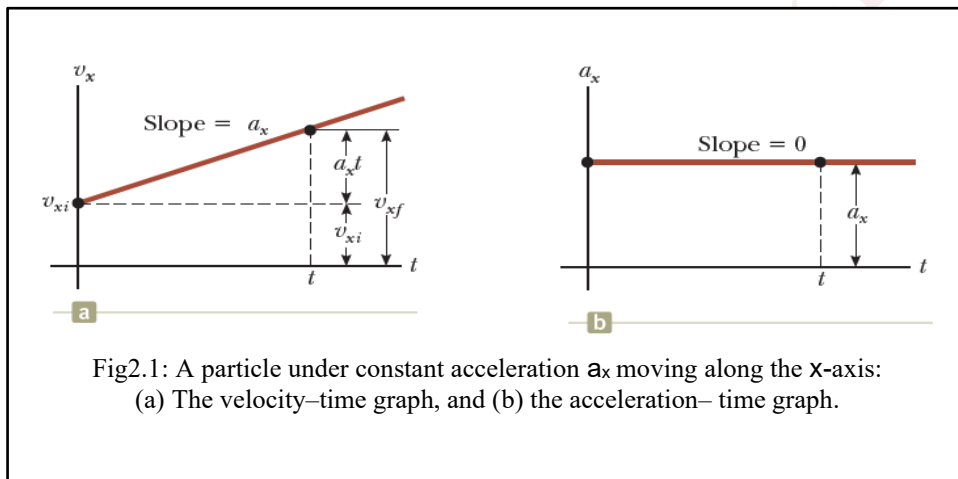 vₓ
Slope = aₓ
aₓt
vₓᵢ
vₓf
vₓᵢ
t
t
a
aₓ
Slope = 0
aₓ
t
t
b
Fig2.1: A particle under constant acceleration aₓ moving along the x-axis:
(a) The velocity–time graph, and (b) the acceleration– time graph.